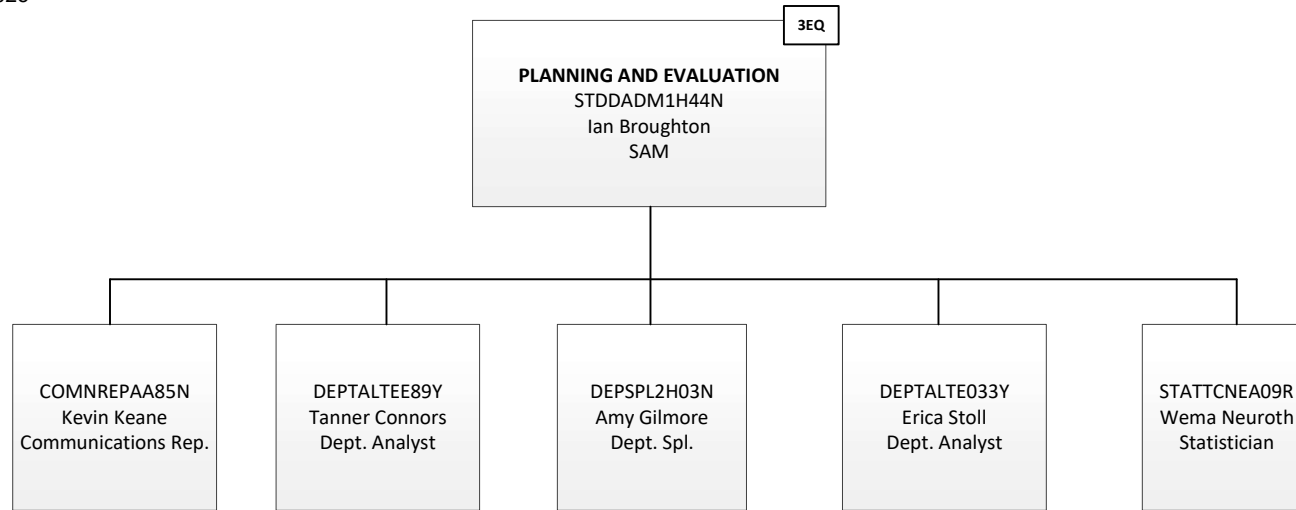 3EQ
PLANNING AND EVALUATION
STDDADM1H44N
Ian Broughton
SAM
COMNREPAA85N
Kevin Keane
Communications Rep.
DEPTALTEE89Y
Tanner Connors
Dept. Analyst
DEPSPL2H03N
Amy Gilmore
Dept. Spl.
DEPTALTE033Y
Erica Stoll
Dept. Analyst
STATTCNEA09R
Wema Neuroth
Statistician